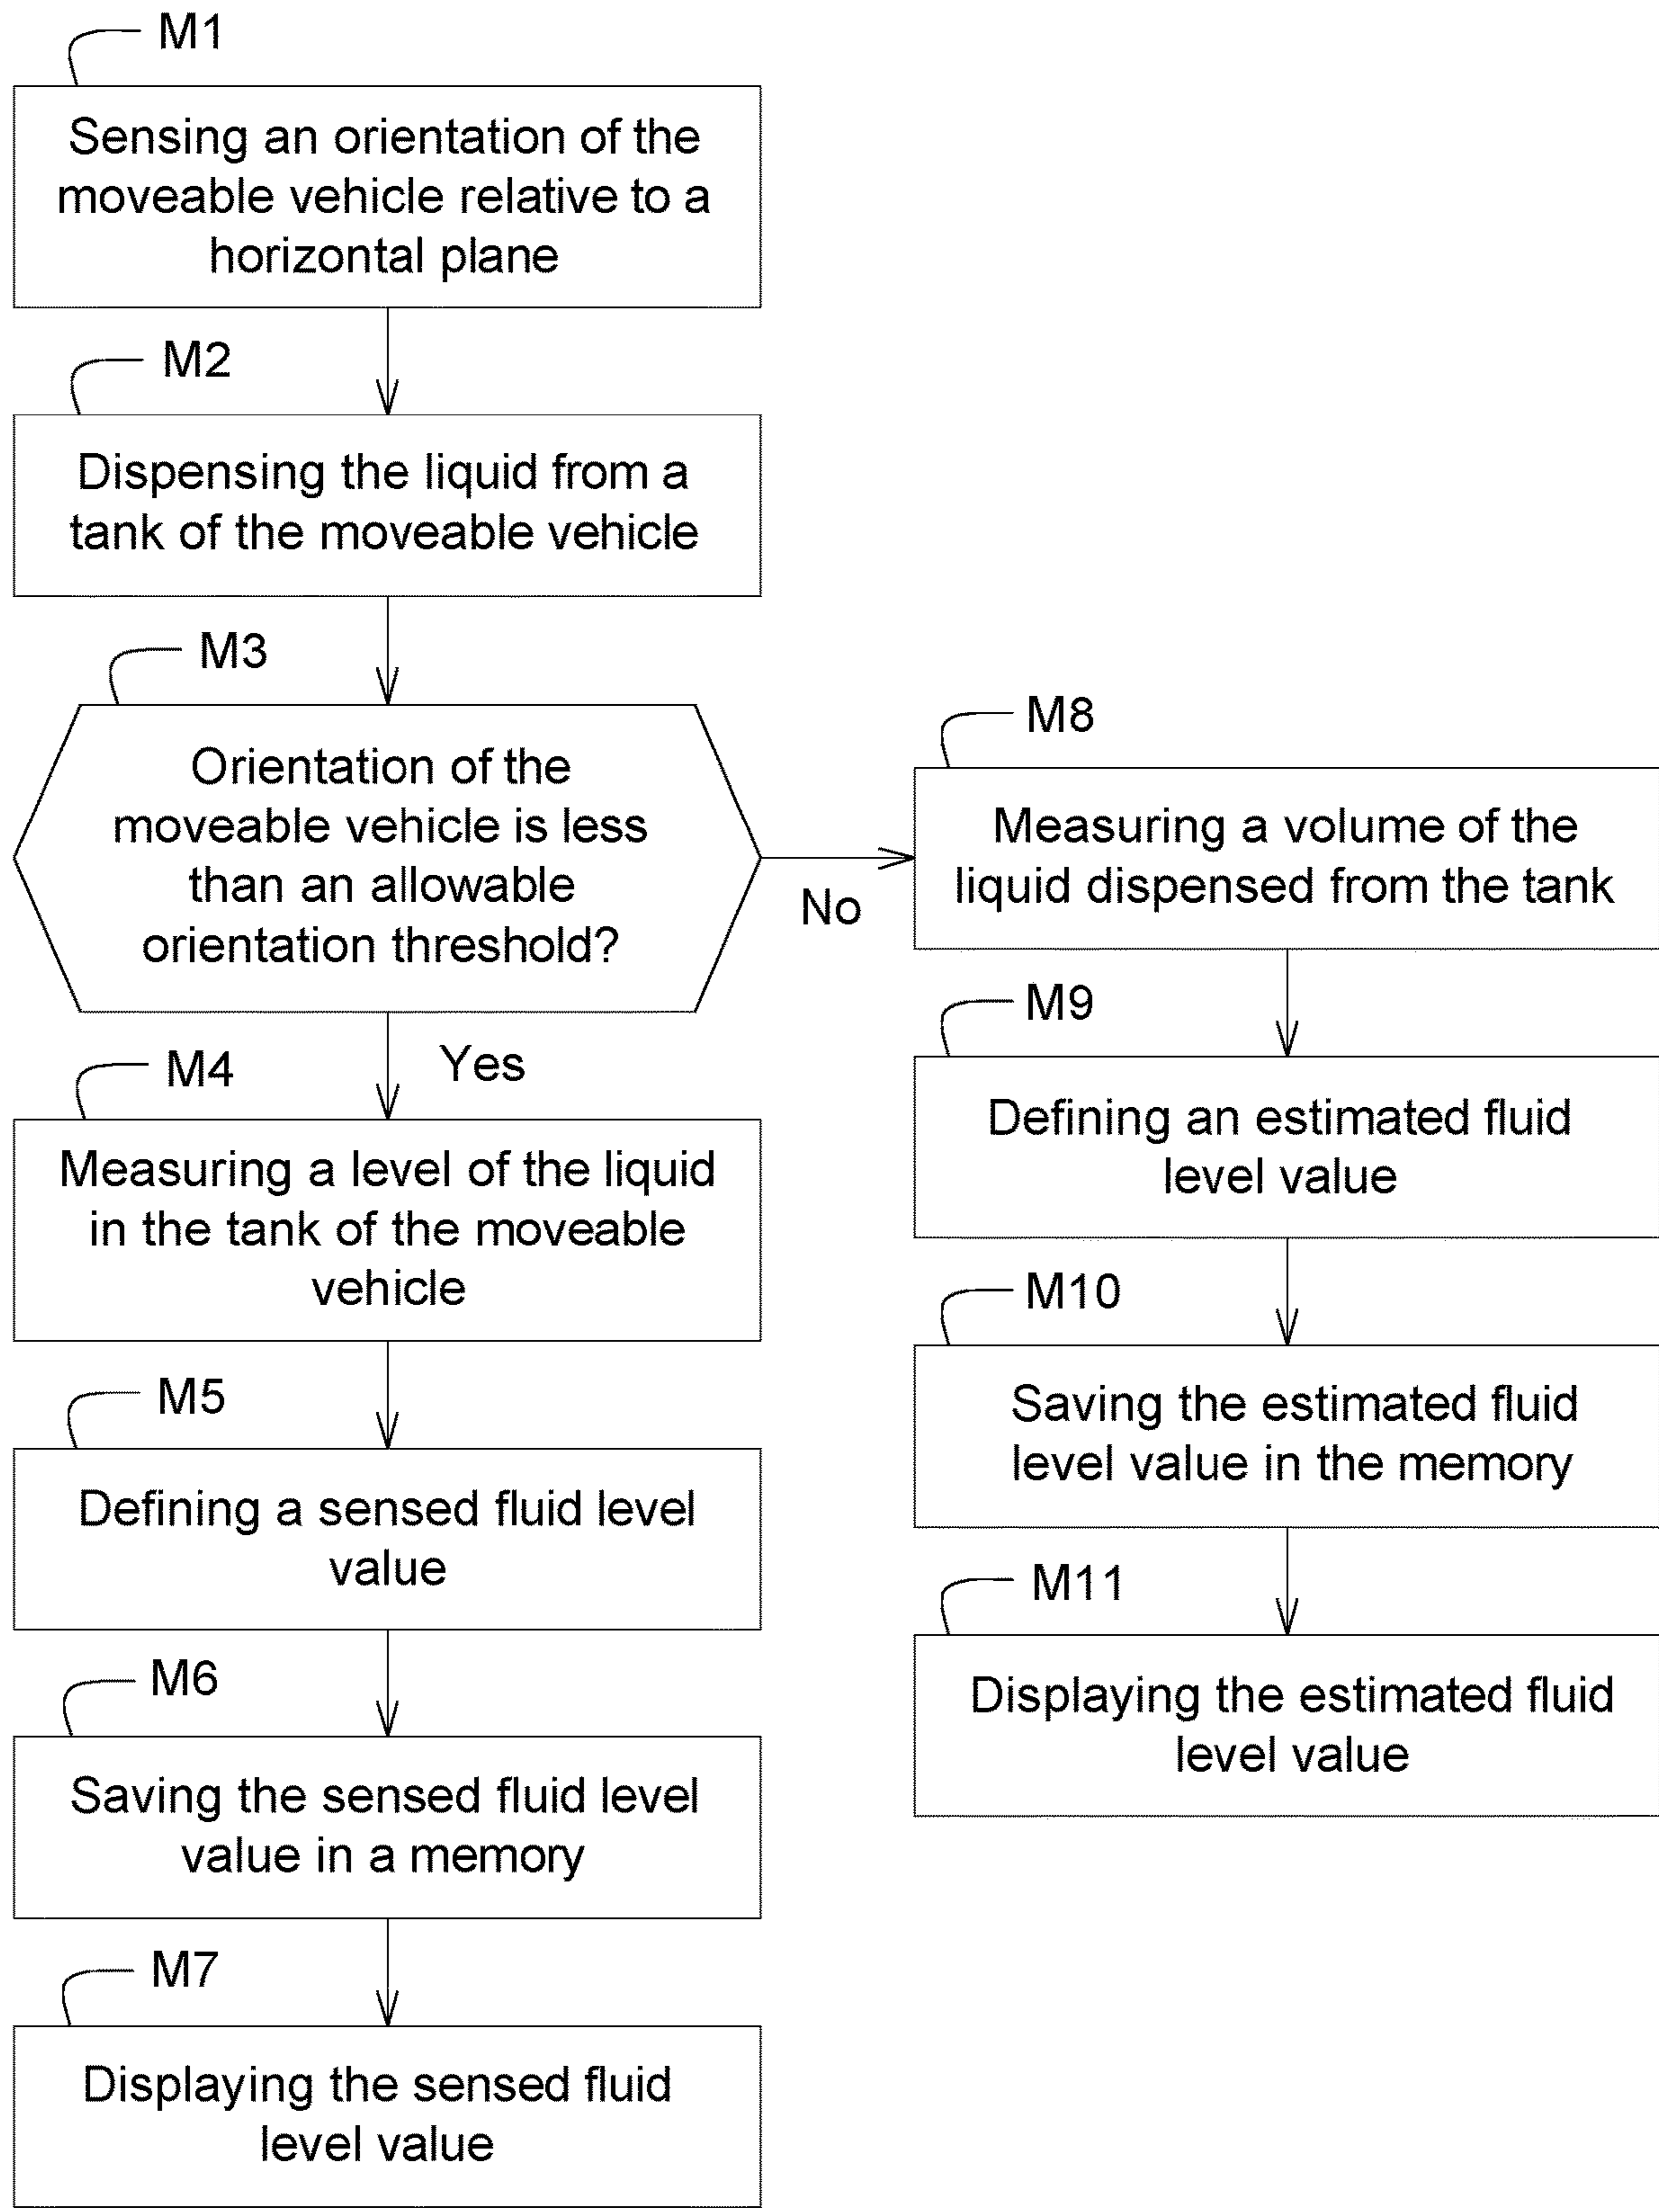 M1
Sensing an orientation of the
moveable vehicle relative to a
horizontal plane
M2
Dispensing the liquid from a
tank of the moveable vehicle
M3
Orientation of the
moveable vehicle is less
than an allowable
orientation threshold?
No
Yes
M4
Measuring a level of the liquid
in the tank of the moveable
vehicle
M5
Defining a sensed fluid level
value
M6
Saving the sensed fluid level
value in a memory
M7
Displaying the sensed fluid
level value
M8
Measuring a volume of the
liquid dispensed from the tank
M9
Defining an estimated fluid
level value
M10
Saving the estimated fluid
level value in the memory
M11
Displaying the estimated fluid
level value